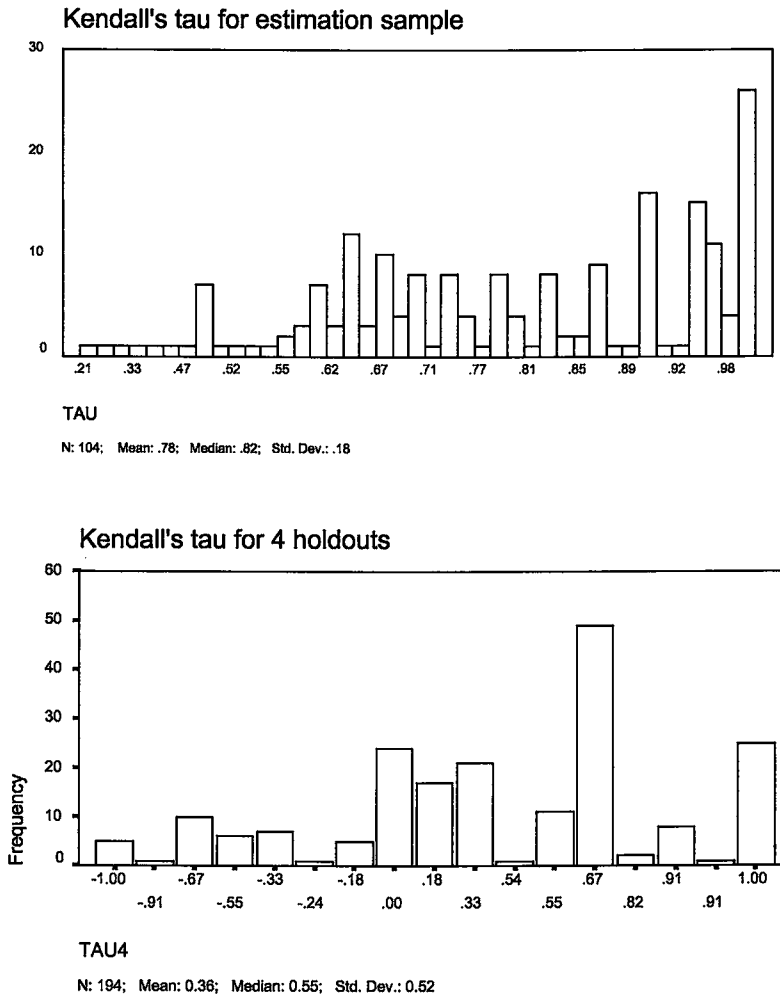 Kendall's tau for estimation sample
30
20
10
0
.21 .33 .47 .52 .55 .62 .67 .71 .77 .81 .85 .89 .92 .98
TAU
N: 104; Mean: .78; Median: .82; Std. Dev.: .18
Kendall's tau for 4 holdouts
60
50
40
30
20
10
0
Frequency
-1.00 -.67 -.33 -.18 .18 .54 .67 .91 1.00
-.91 -.55 -.24 .00 .33 .55 .82 .91
TAU4
N: 194; Mean: 0.36; Median: 0.55; Std. Dev.: 0.52